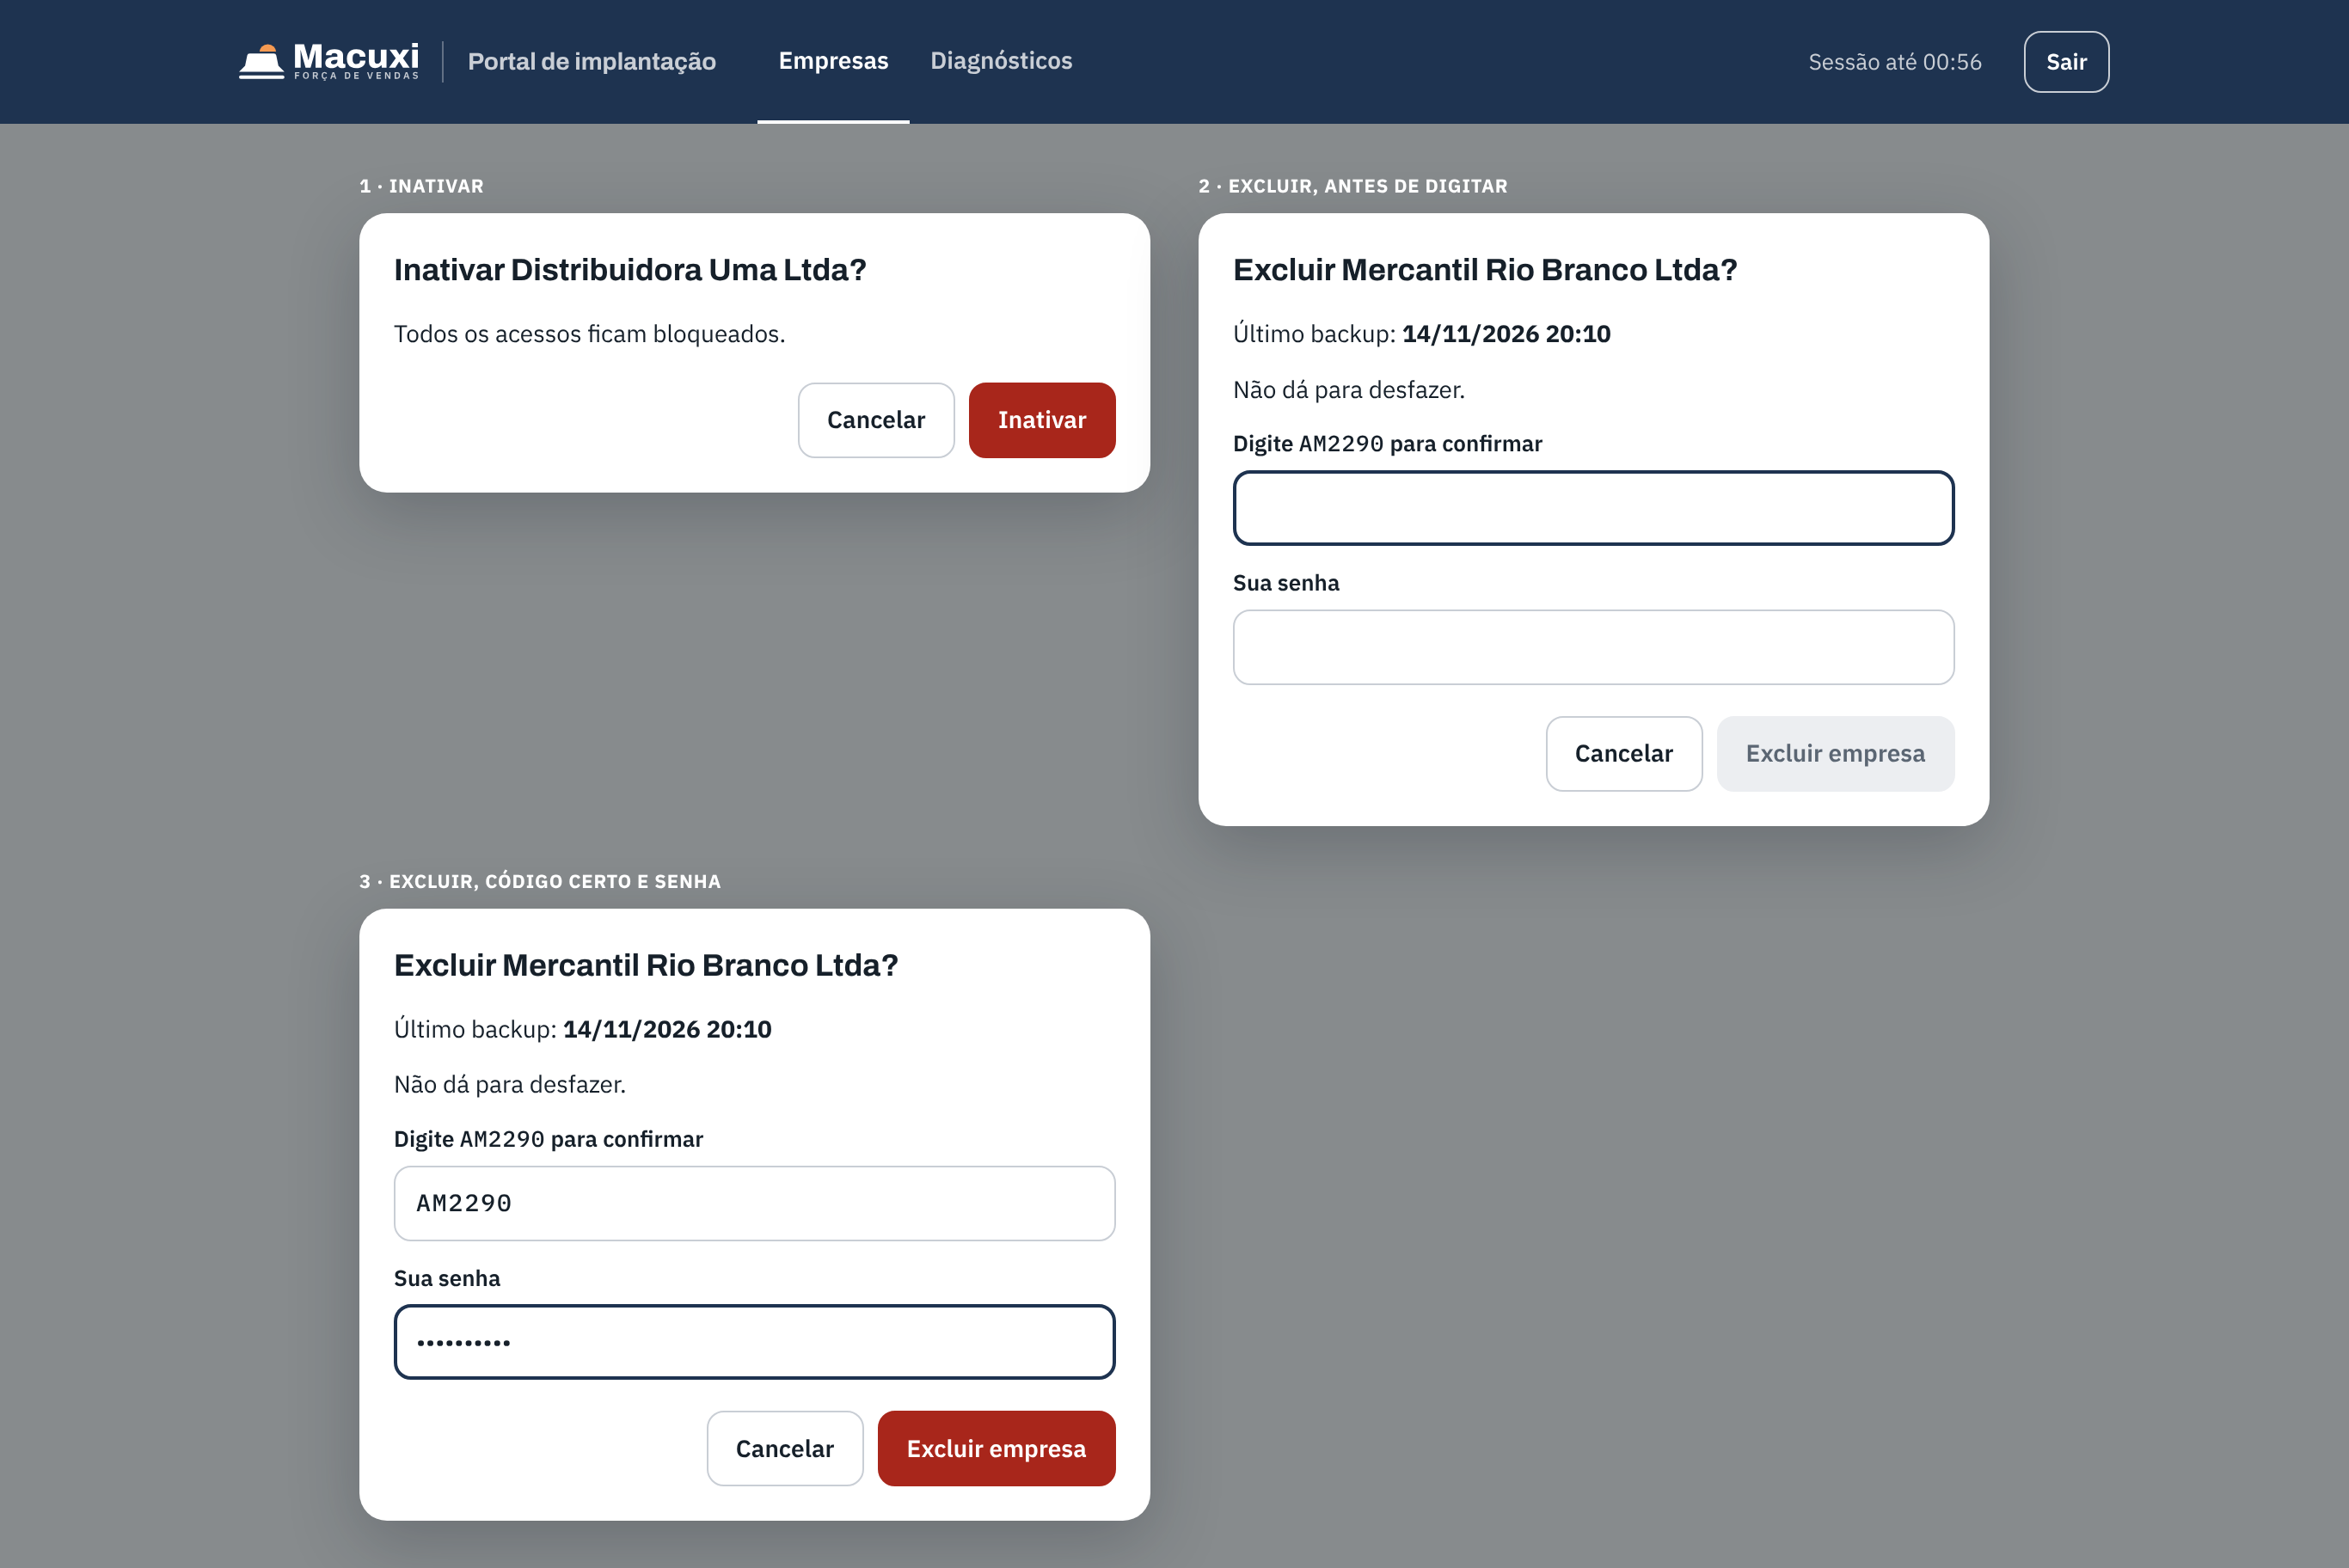 Macuxi
FORÇA DE VENDAS
Portal de implantação
Empresas
Diagnósticos
Sessão até 00:56
Sair
1 · INATIVAR
Inativar Distribuidora Uma Ltda?
Todos os acessos ficam bloqueados.
Cancelar
Inativar
2 · EXCLUIR, ANTES DE DIGITAR
Excluir Mercantil Rio Branco Ltda?
Último backup: 14/11/2026 20:10
Não dá para desfazer.
Digite AM2290 para confirmar
Sua senha
Cancelar
Excluir empresa
3 · EXCLUIR, CÓDIGO CERTO E SENHA
Excluir Mercantil Rio Branco Ltda?
Último backup: 14/11/2026 20:10
Não dá para desfazer.
Digite AM2290 para confirmar
AM2290
Sua senha
••••••••••
Cancelar
Excluir empresa